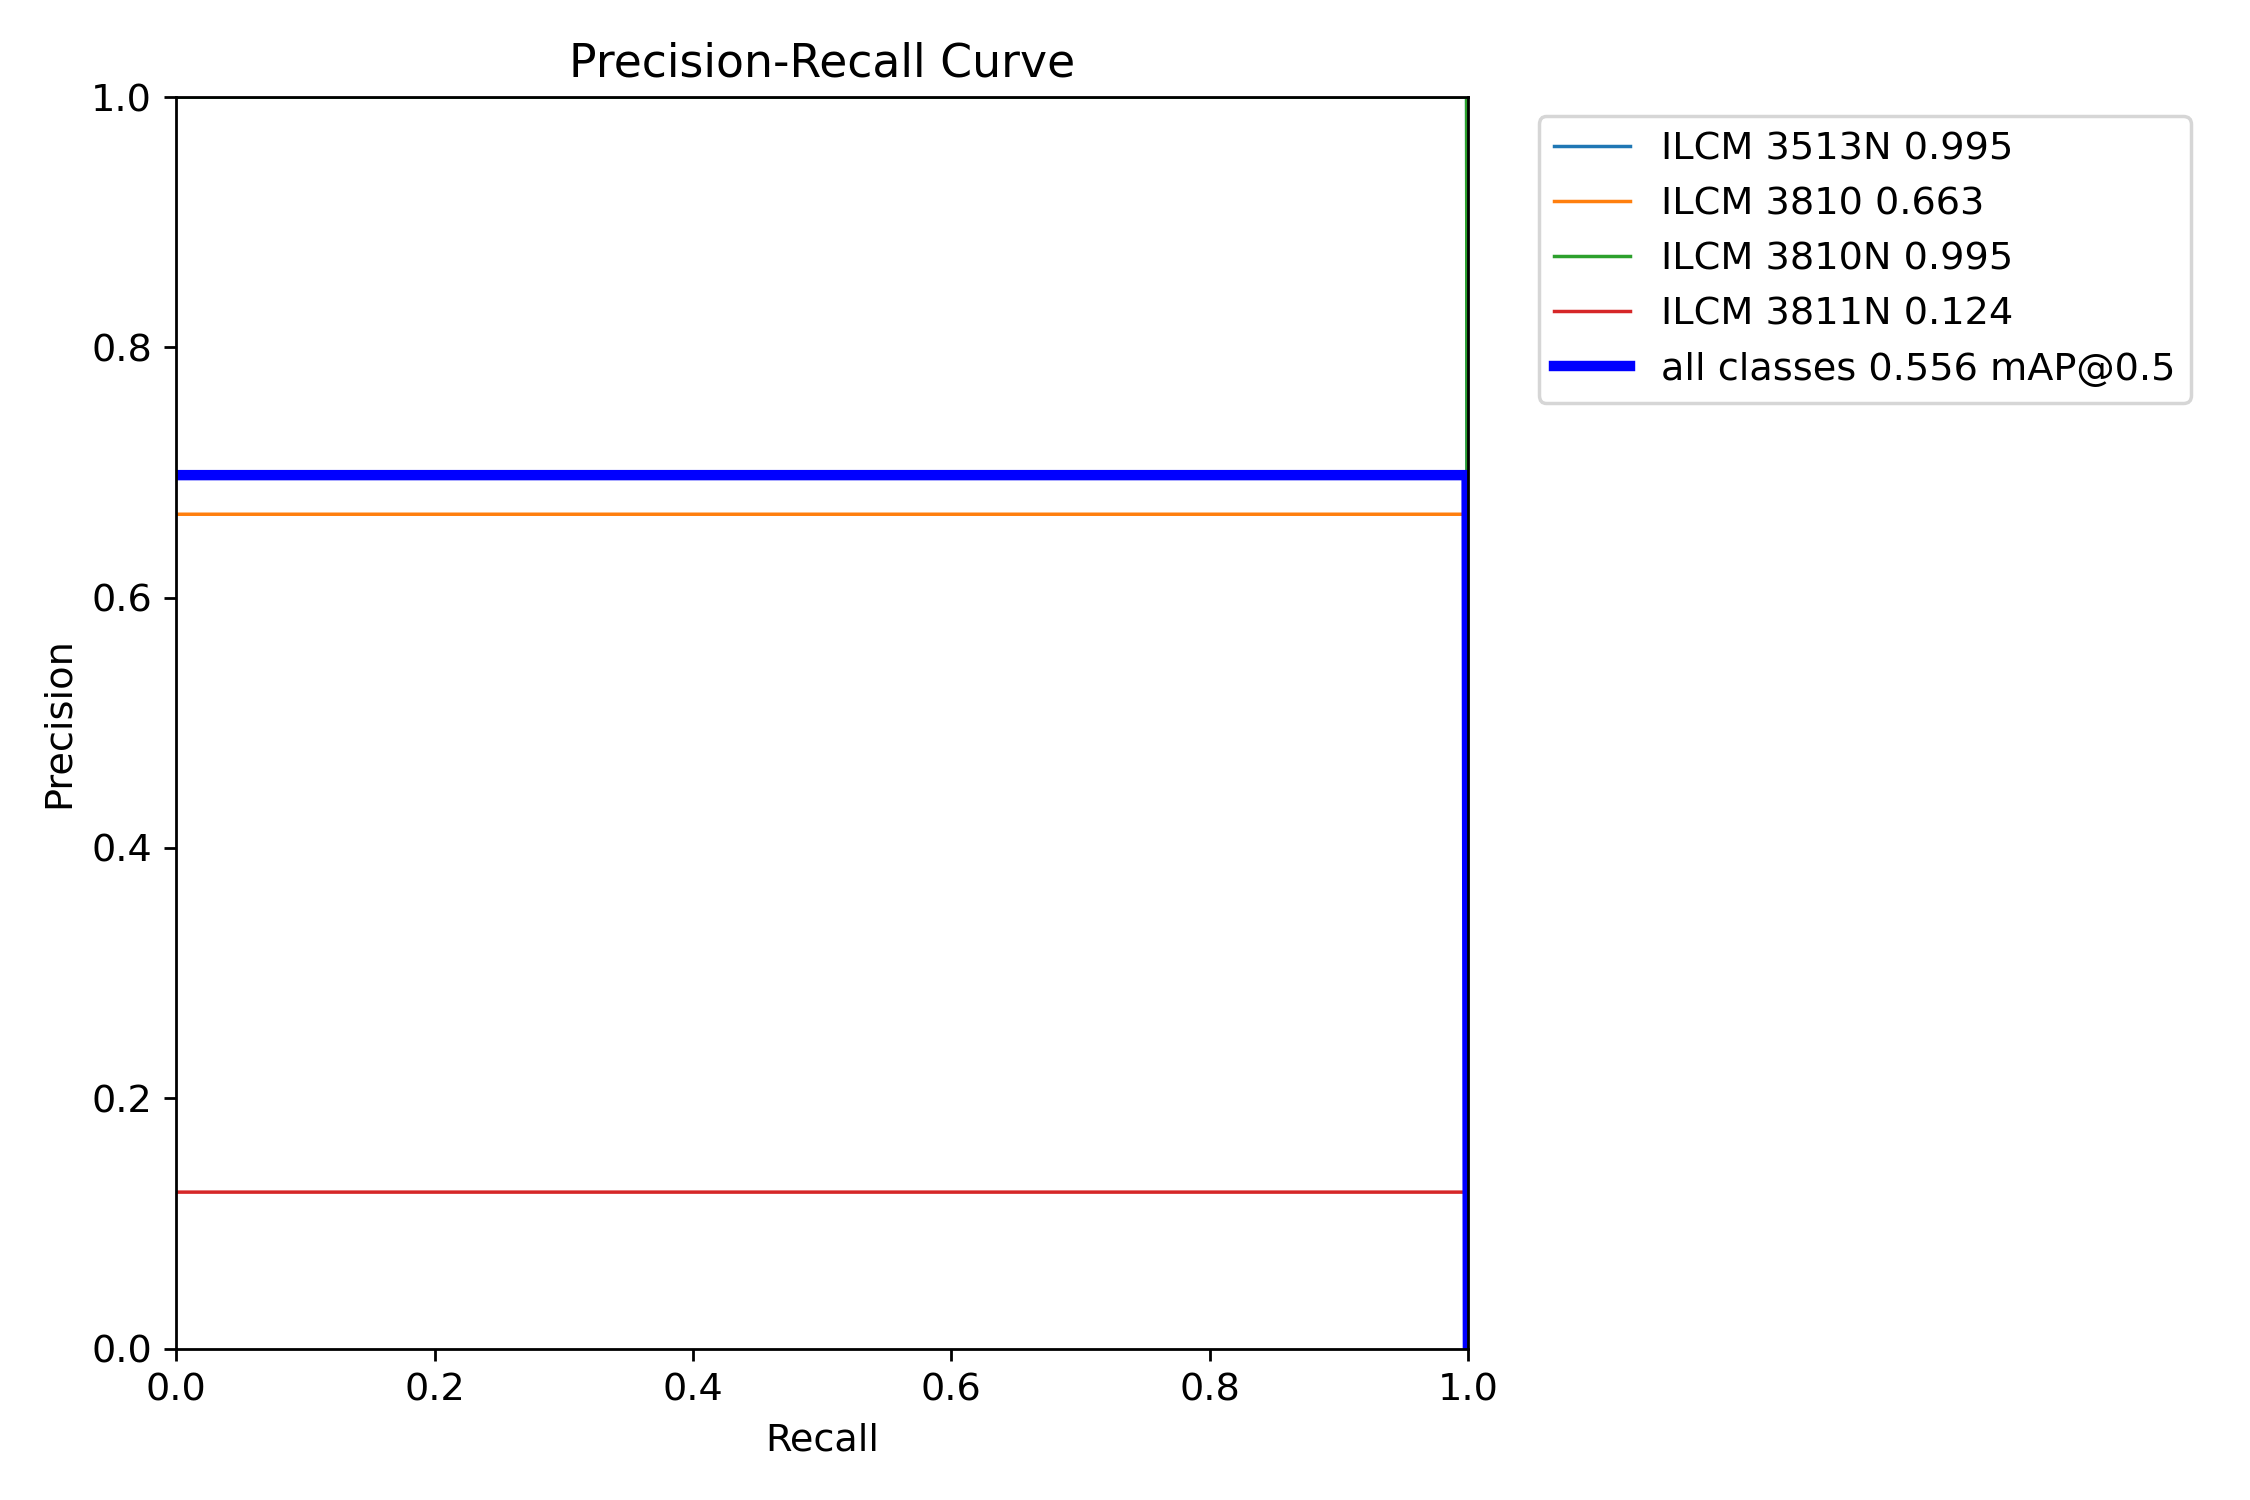 Precision-Recall Curve
1.0
0.8
0.6
0.4
0.2
0.0
Precision
0.0 0.2 0.4 0.6 0.8 1.0
Recall
ILCM 3513N 0.995
ILCM 3810 0.663
ILCM 3810N 0.995
ILCM 3811N 0.124
all classes 0.556 mAP@0.5